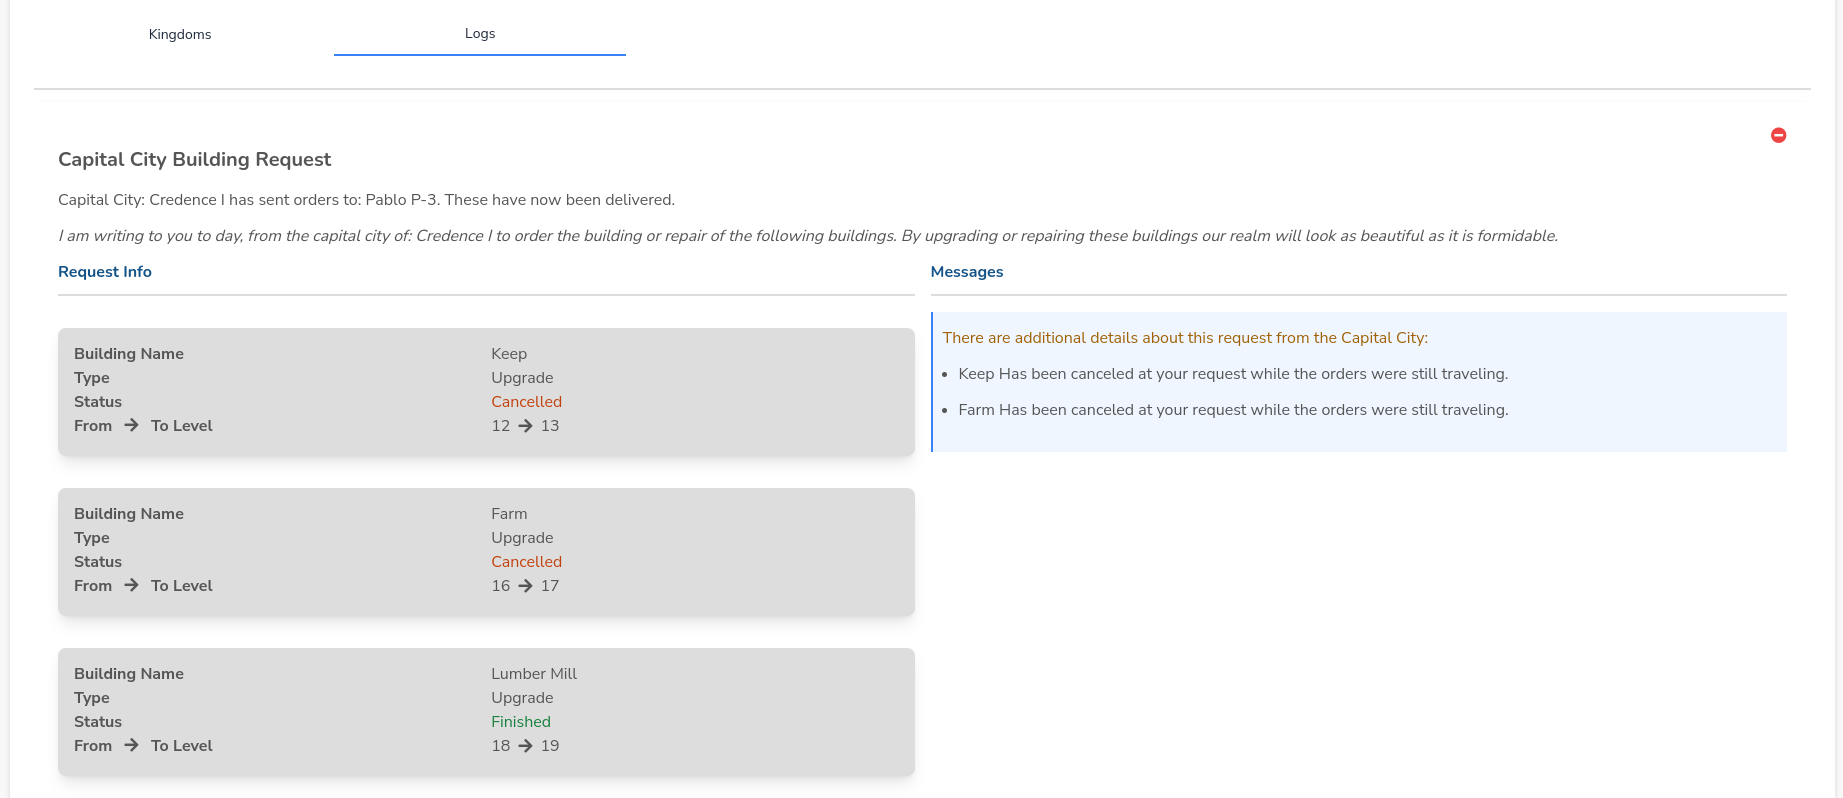 Kingdoms
Logs
Capital City Building Request
Capital City: Credence I has sent orders to: Pablo P-3. These have now been delivered.
I am writing to you to day, from the capital city of: Credence I to order the building or repair of the following buildings. By upgrading or repairing these buildings our realm will look as beautiful as it is formidable.
Request Info
Building Name Keep
Type Upgrade
Status Cancelled
From → To Level 12 → 13
Building Name Farm
Type Upgrade
Status Cancelled
From → To Level 16 → 17
Building Name Lumber Mill
Type Upgrade
Status Finished
From → To Level 18 → 19
Messages
There are additional details about this request from the Capital City:
• Keep Has been canceled at your request while the orders were still traveling.
• Farm Has been canceled at your request while the orders were still traveling.